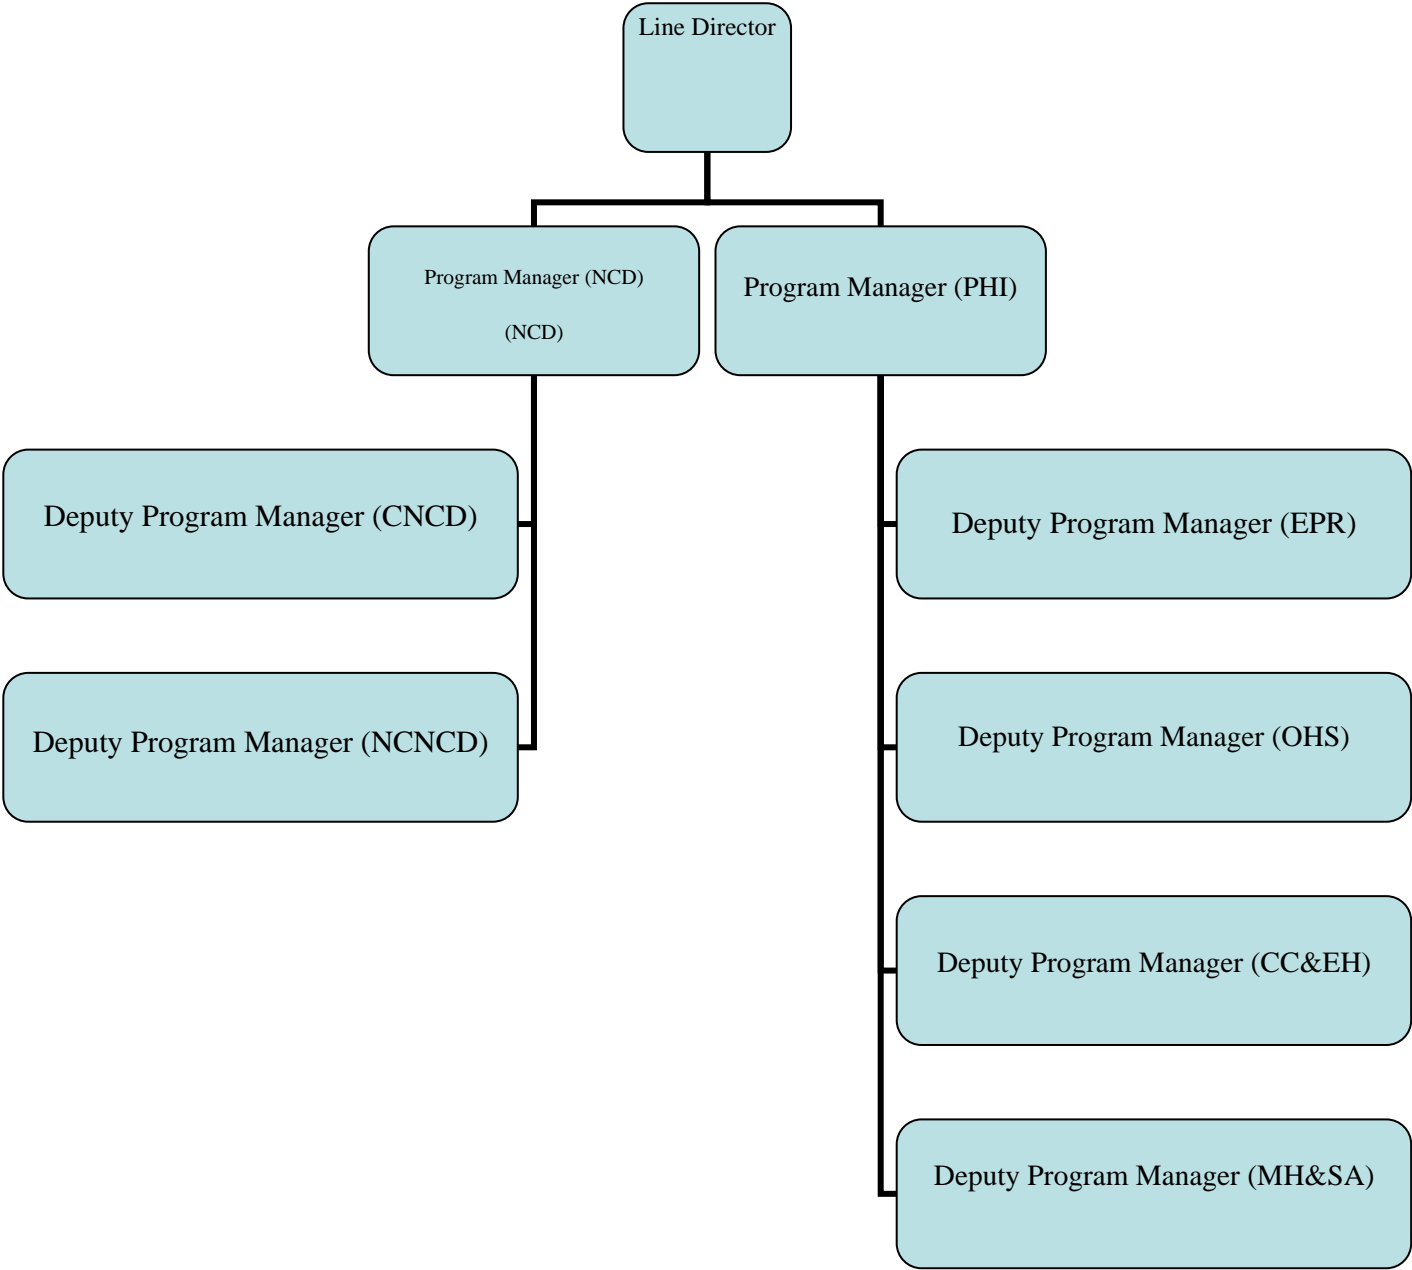 Line Director
Program Manager (NCD)
(NCD)
Program Manager (PHI)
Deputy Program Manager (CNCD)
Deputy Program Manager (NCNCD)
Deputy Program Manager (EPR)
Deputy Program Manager (OHS)
Deputy Program Manager (CC&EH)
Deputy Program Manager (MH&SA)